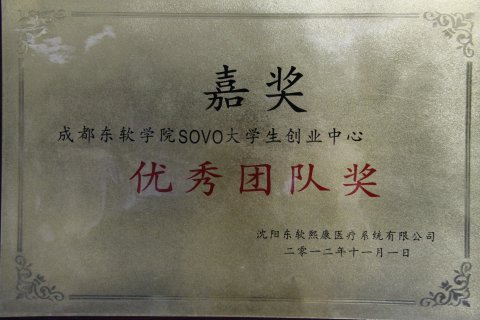 嘉奖
成都东软学院SOVO大学生创业中心
优秀团队奖
沈阳东软熙康医疗系统有限公司
二零一二年十一月一日